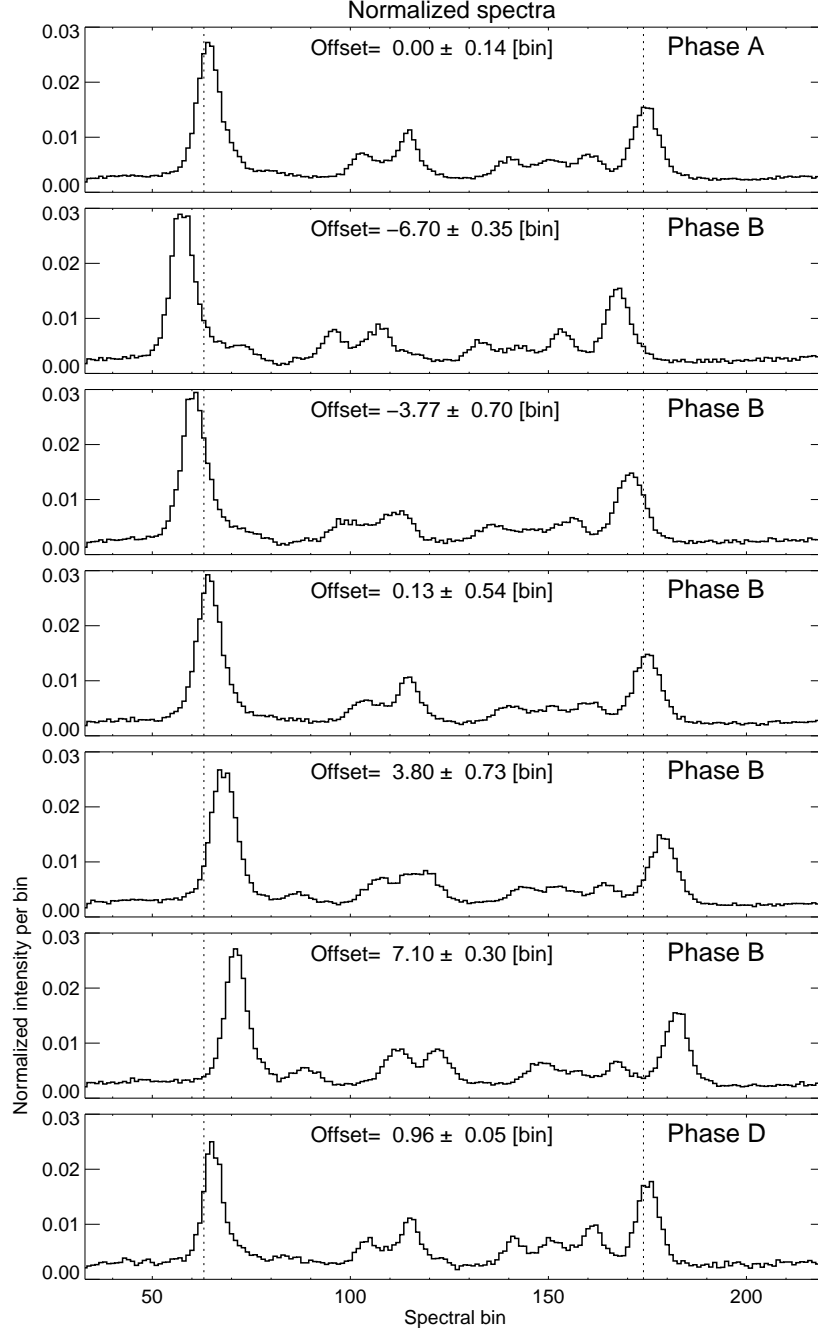 Normalized spectra
0.03
0.02
0.01
0.00
Offset= 0.00 ± 0.14 [bin]
Phase A
0.03
0.02
0.01
0.00
Offset= −6.70 ± 0.35 [bin]
Phase B
0.03
0.02
0.01
0.00
Offset= −3.77 ± 0.70 [bin]
Phase B
0.03
0.02
0.01
0.00
Offset= 0.13 ± 0.54 [bin]
Phase B
0.03
0.02
0.01
0.00
Offset= 3.80 ± 0.73 [bin]
Phase B
0.03
0.02
0.01
0.00
Offset= 7.10 ± 0.30 [bin]
Phase B
0.03
0.02
0.01
0.00
Offset= 0.96 ± 0.05 [bin]
Phase D
Normalized intensity per bin
50 100 150 200
Spectral bin